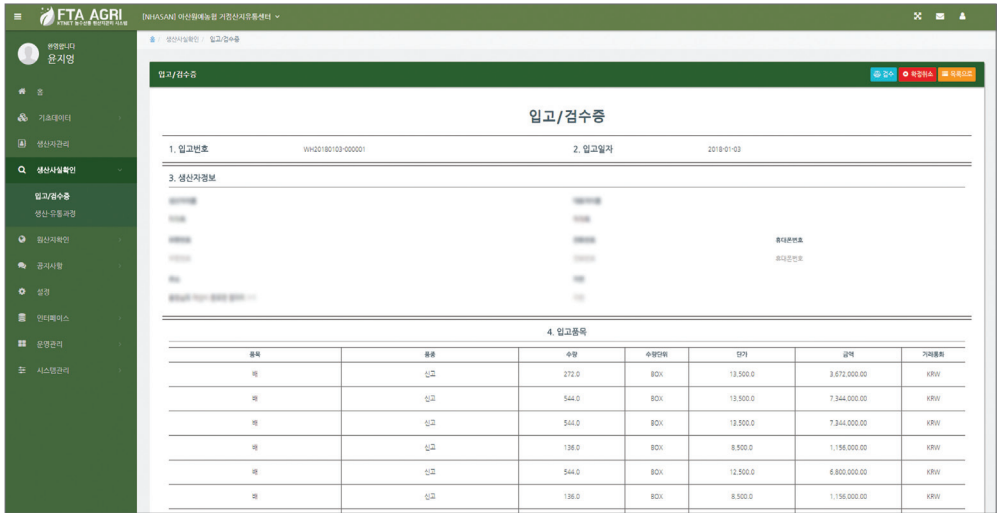 FTA AGRI
[NHASAN] 아산원예농협 거점산지유통센터
환영합니다
윤지영
생산사실확인 / 입고/검수증
입고/검수증
검수 확정취소 목록으로
홈
기초데이터
생산자관리
생산사실확인
입고/검수증
생산·유통과정
원산지확인
공지사항
설정
인터페이스
운영관리
시스템관리
입고/검수증
1. 입고번호 WH20180103-000001 2. 입고일자 2018-01-03
3. 생산자정보
휴대폰번호
휴대폰번호
4. 입고품목
품목 품종 수량 수량단위 단가 금액 거래통화
배 신고 272.0 BOX 13,500.0 3,672,000.00 KRW
배 신고 544.0 BOX 13,500.0 7,344,000.00 KRW
배 신고 544.0 BOX 13,500.0 7,344,000.00 KRW
배 신고 136.0 BOX 8,500.0 1,156,000.00 KRW
배 신고 544.0 BOX 12,500.0 6,800,000.00 KRW
배 신고 136.0 BOX 8,500.0 1,156,000.00 KRW